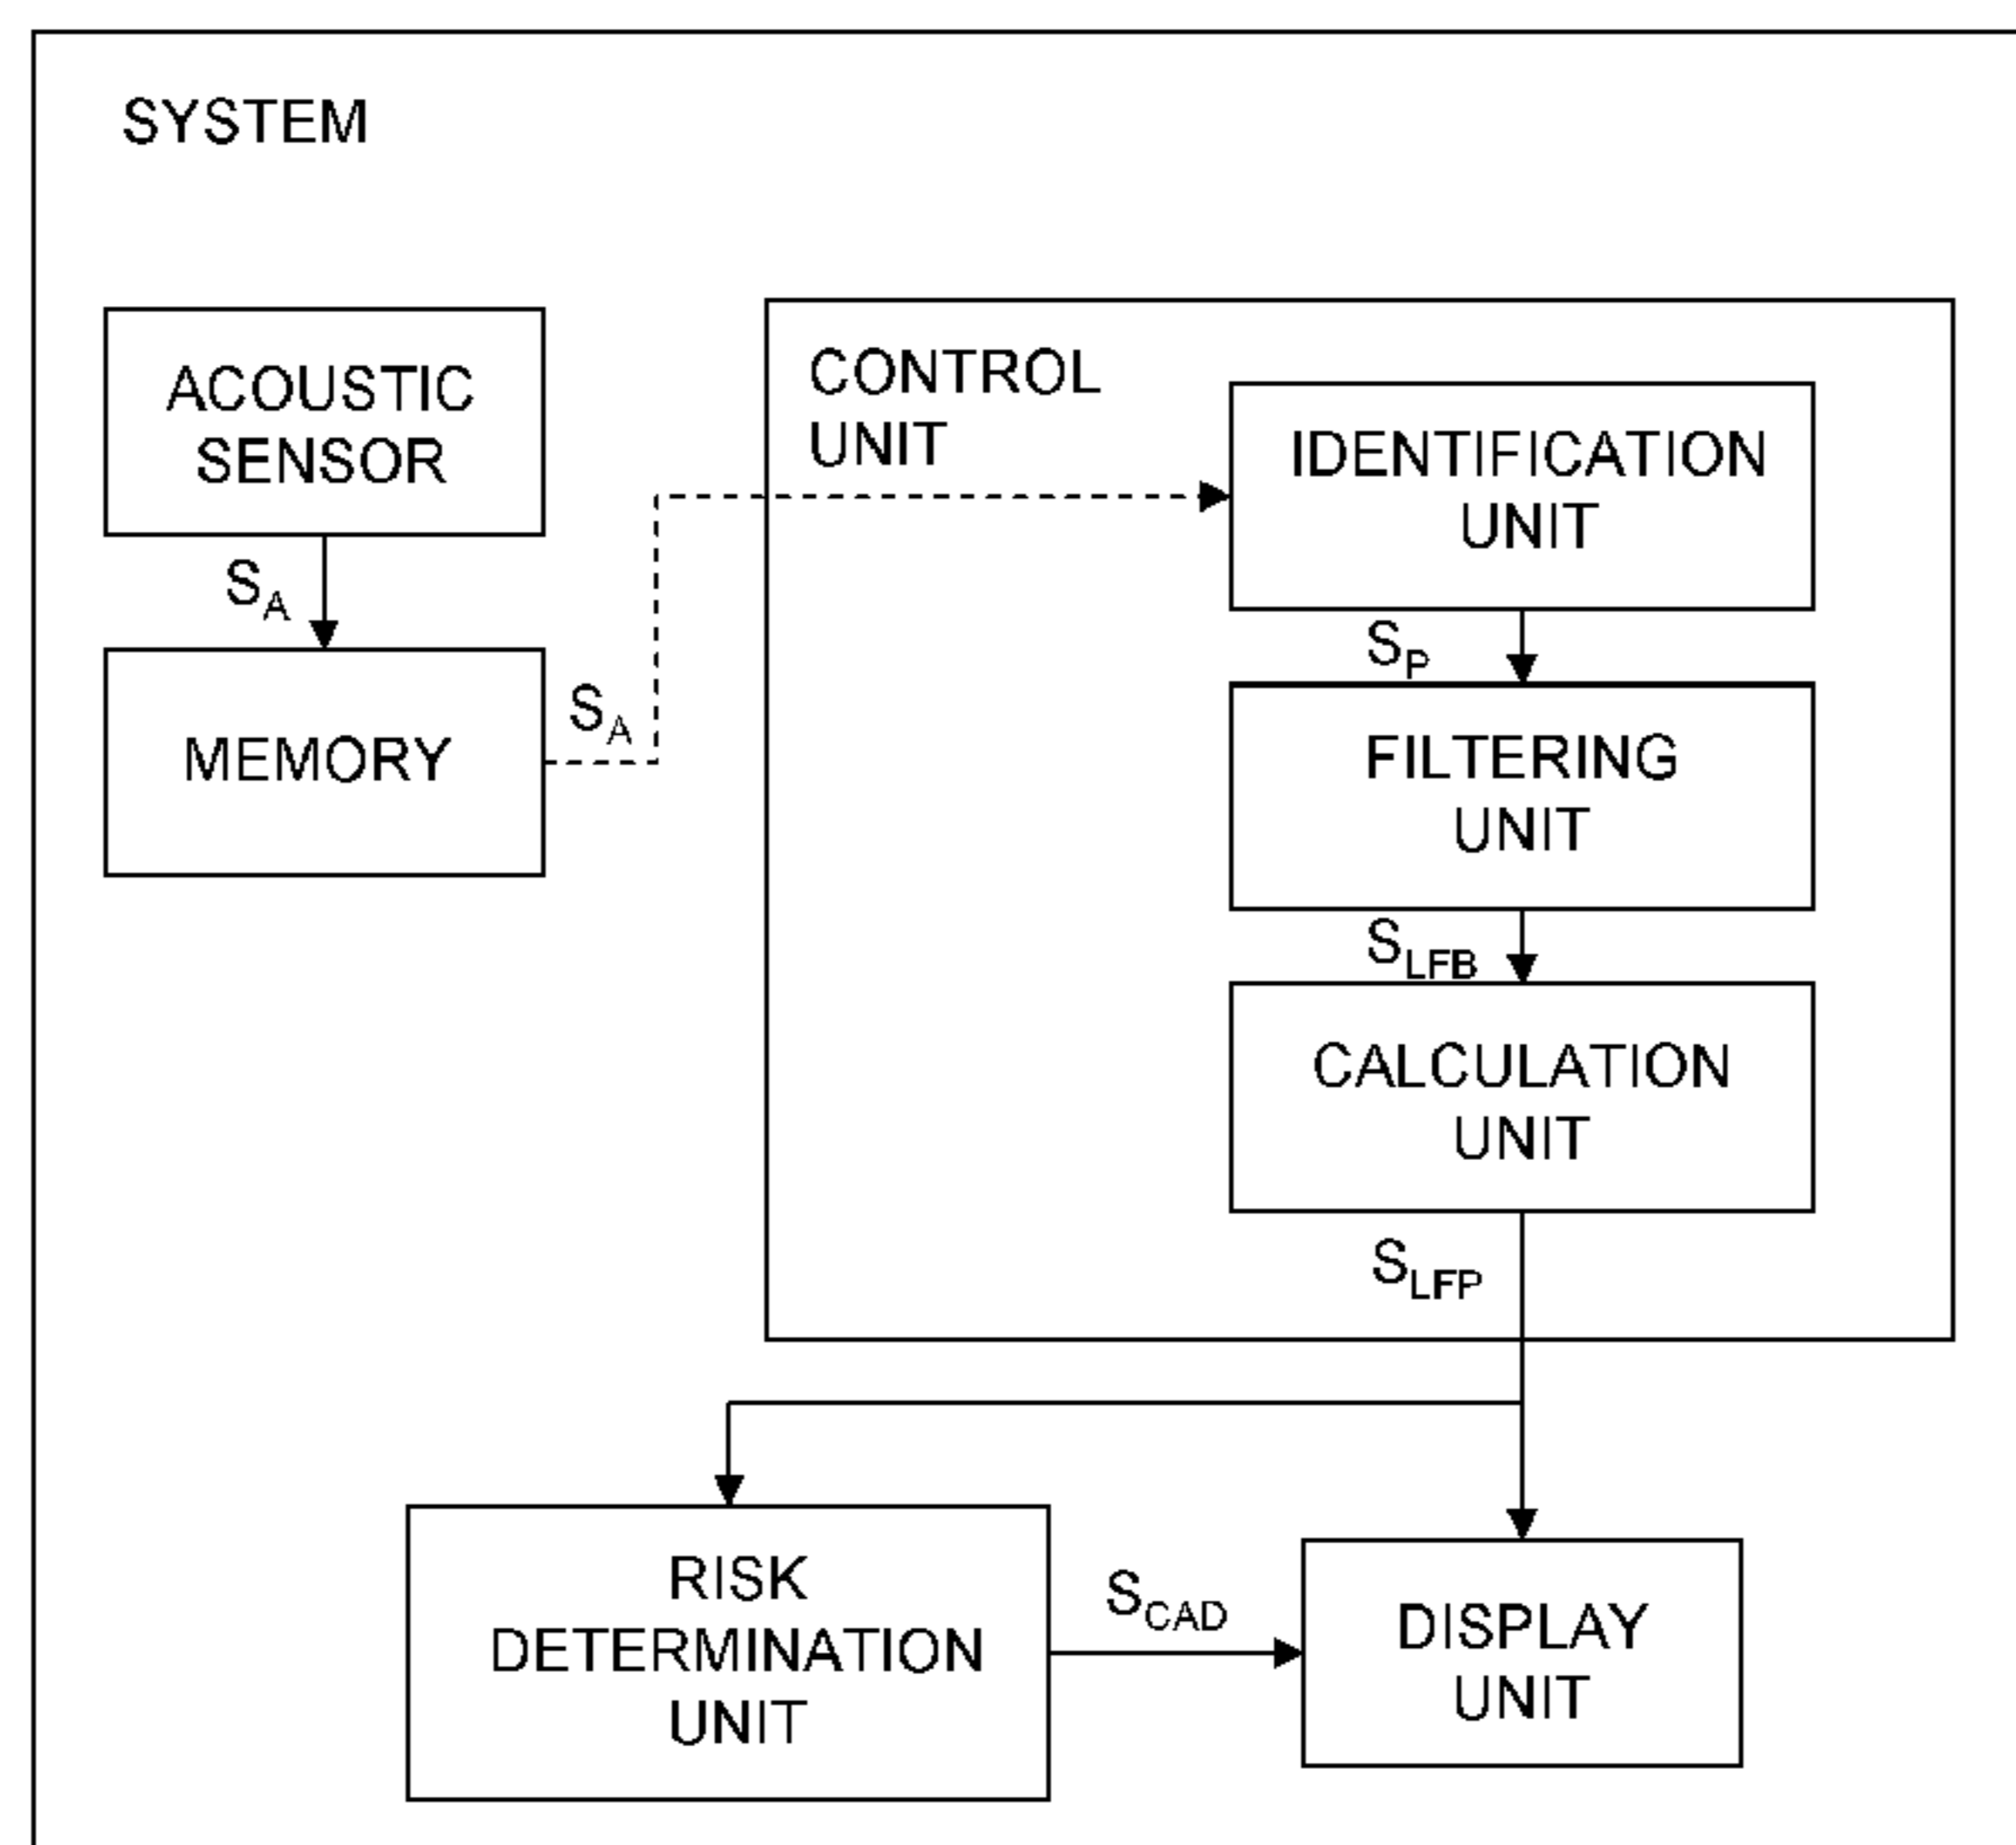 SYSTEM
ACOUSTIC
SENSOR
S_A
MEMORY
S_A
CONTROL
UNIT
IDENTIFICATION
UNIT
S_P
FILTERING
UNIT
S_LFB
CALCULATION
UNIT
S_LFP
RISK
DETERMINATION
UNIT
S_CAD
DISPLAY
UNIT